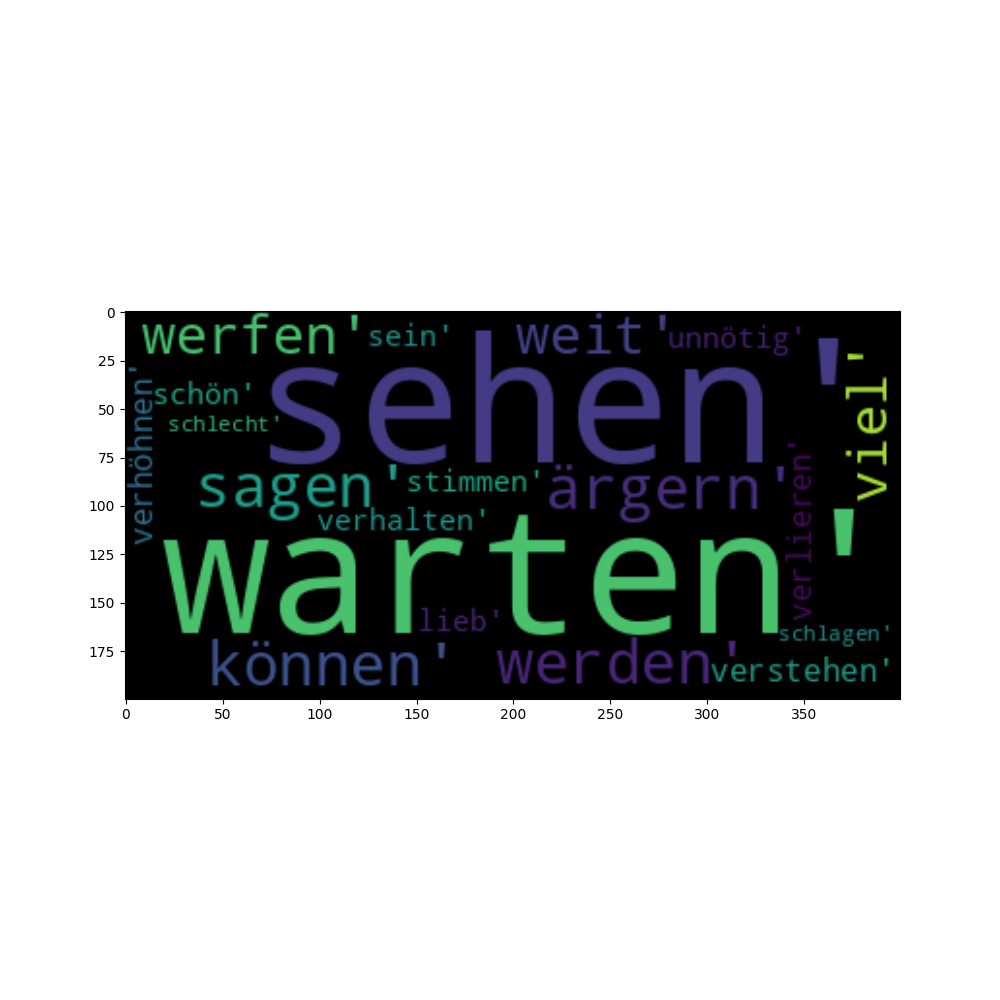 0
25
50
75
100
125
150
175
werfen' sein' weit' unnötig'
sehen'
viel'
verhöhnen'
schön'
schlecht'
sagen' stimmen' ärgern'
verhalten'
verlieren'
warten'
lieb'
schlagen'
können' werden' verstehen'
0 50 100 150 200 250 300 350